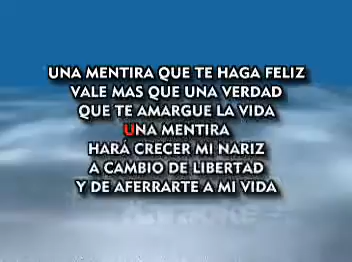 UNA MENTIRA QUE TE HAGA FELIZ
VALE MAS QUE UNA VERDAD
QUE TE AMARGUE LA VIDA
UNA MENTIRA
HARÁ CRECER MI NARIZ
A CAMBIO DE LIBERTAD
Y DE AFERRARTE A MI VIDA